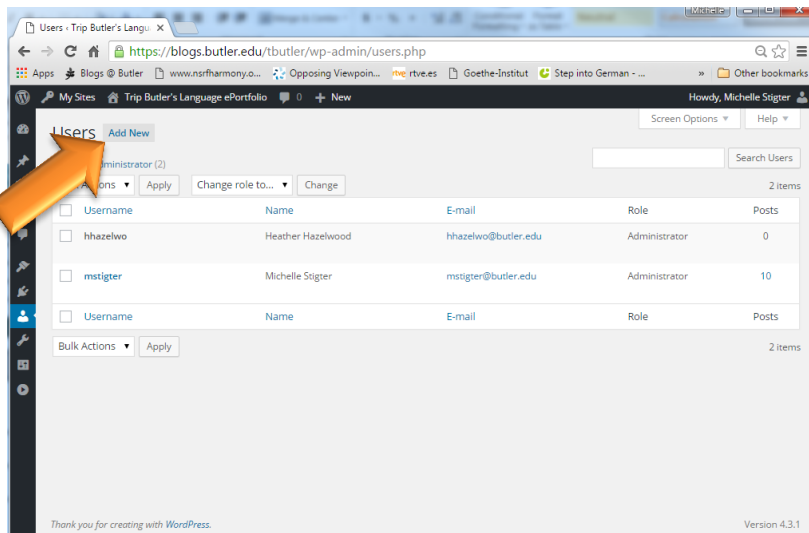 Michelle
Users ‹ Trip Butler's Langu
https://blogs.butler.edu/tbutler/wp-admin/users.php
Apps Blogs @ Butler www.nsrfharmony.o... Opposing Viewpoin... rtve rtve.es Goethe-Institut Step into German - ... » Other bookmarks
My Sites Trip Butler's Language ePortfolio 0 + New Howdy, Michelle Stigter
Screen Options ▼ Help ▼
Users Add New
Administrator (2) Search Users
Apply Change role to... ▼ Change 2 items
Username Name E-mail Role Posts
hhazelwo Heather Hazelwood hhazelwo@butler.edu Administrator 0
mstigter Michelle Stigter mstigter@butler.edu Administrator 10
Username Name E-mail Role Posts
Bulk Actions ▼ Apply 2 items
Thank you for creating with WordPress. Version 4.3.1